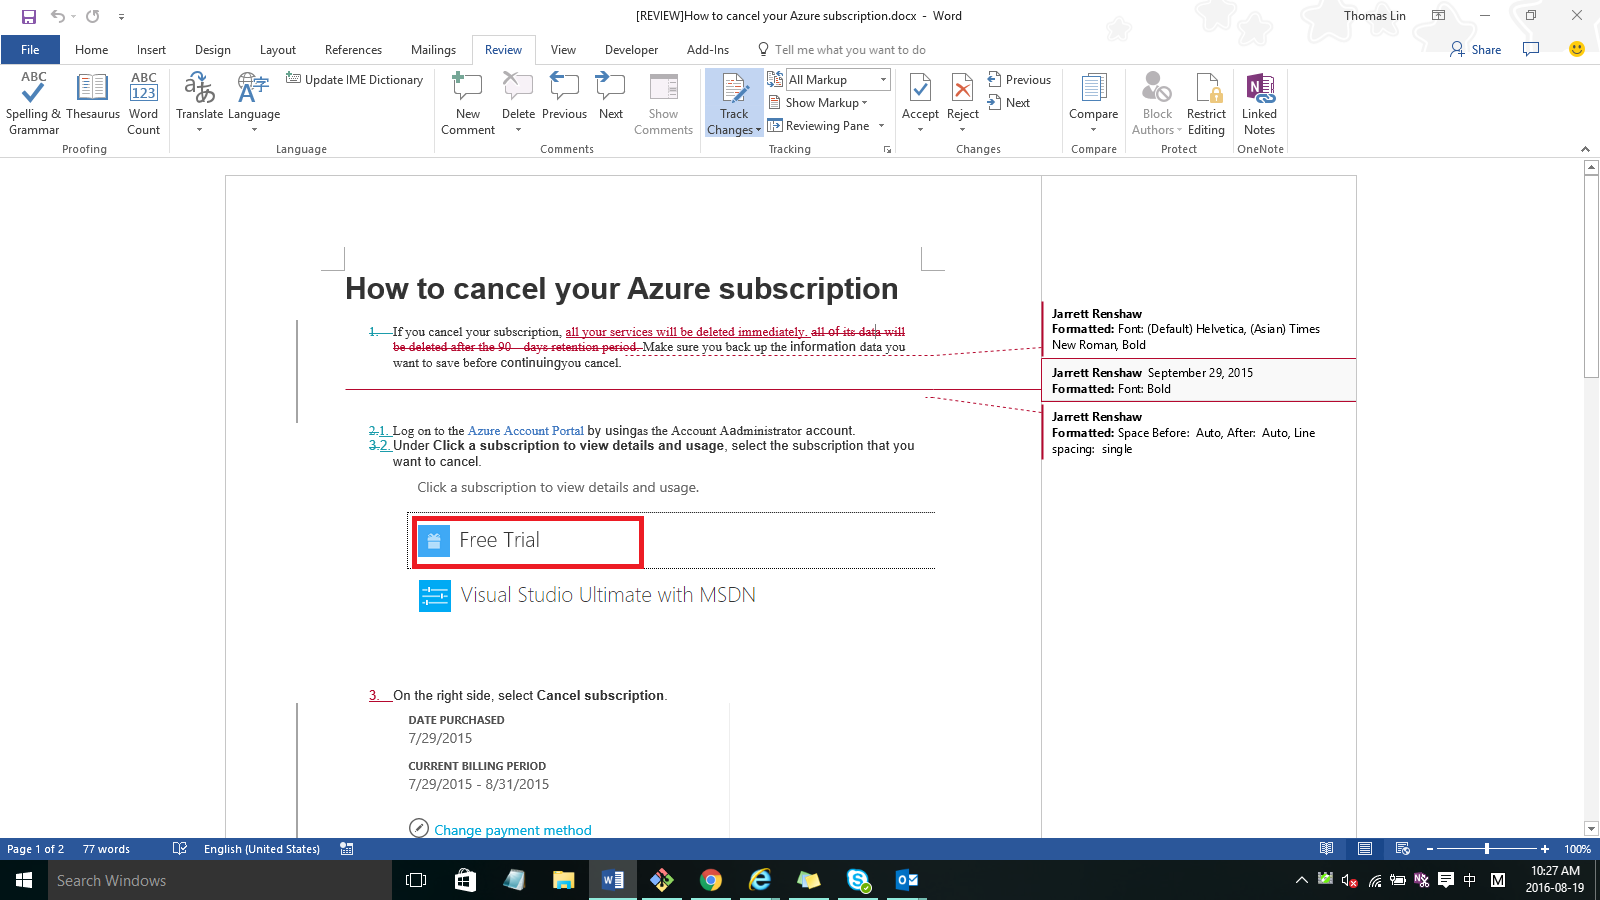 [REVIEW]How to cancel your Azure subscription.docx - Word
Thomas Lin
File Home Insert Design Layout References Mailings Review View Developer Add-Ins Tell me what you want to do
Share
ABC Spelling & Grammar
Thesaurus
ABC 123 Word Count
Proofing
Translate
Language
Update IME Dictionary
Language
New Comment
Delete
Previous
Next
Show Comments
Comments
Track Changes
All Markup
Show Markup
Reviewing Pane
Tracking
Accept
Reject
Previous
Next
Changes
Compare
Compare
Block Authors
Restrict Editing
Protect
Linked Notes
OneNote
How to cancel your Azure subscription
1. If you cancel your subscription, all your services will be deleted immediately. all of its data will
be deleted after the 90 days retention period. Make sure you back up the information data you
want to save before continuingyou cancel.
2.1. Log on to the Azure Account Portal by usingas the Account Aadministrator account.
3.2. Under Click a subscription to view details and usage, select the subscription that you
want to cancel.
Click a subscription to view details and usage.
Free Trial
Visual Studio Ultimate with MSDN
3. On the right side, select Cancel subscription.
DATE PURCHASED
7/29/2015
CURRENT BILLING PERIOD
7/29/2015 - 8/31/2015
Change payment method
Jarrett Renshaw
Formatted: Font: (Default) Helvetica, (Asian) Times
New Roman, Bold
Jarrett Renshaw September 29, 2015
Formatted: Font: Bold
Jarrett Renshaw
Formatted: Space Before: Auto, After: Auto, Line
spacing: single
Page 1 of 2 77 words English (United States)
100%
Search Windows
中 M
10:27 AM
2016-08-19